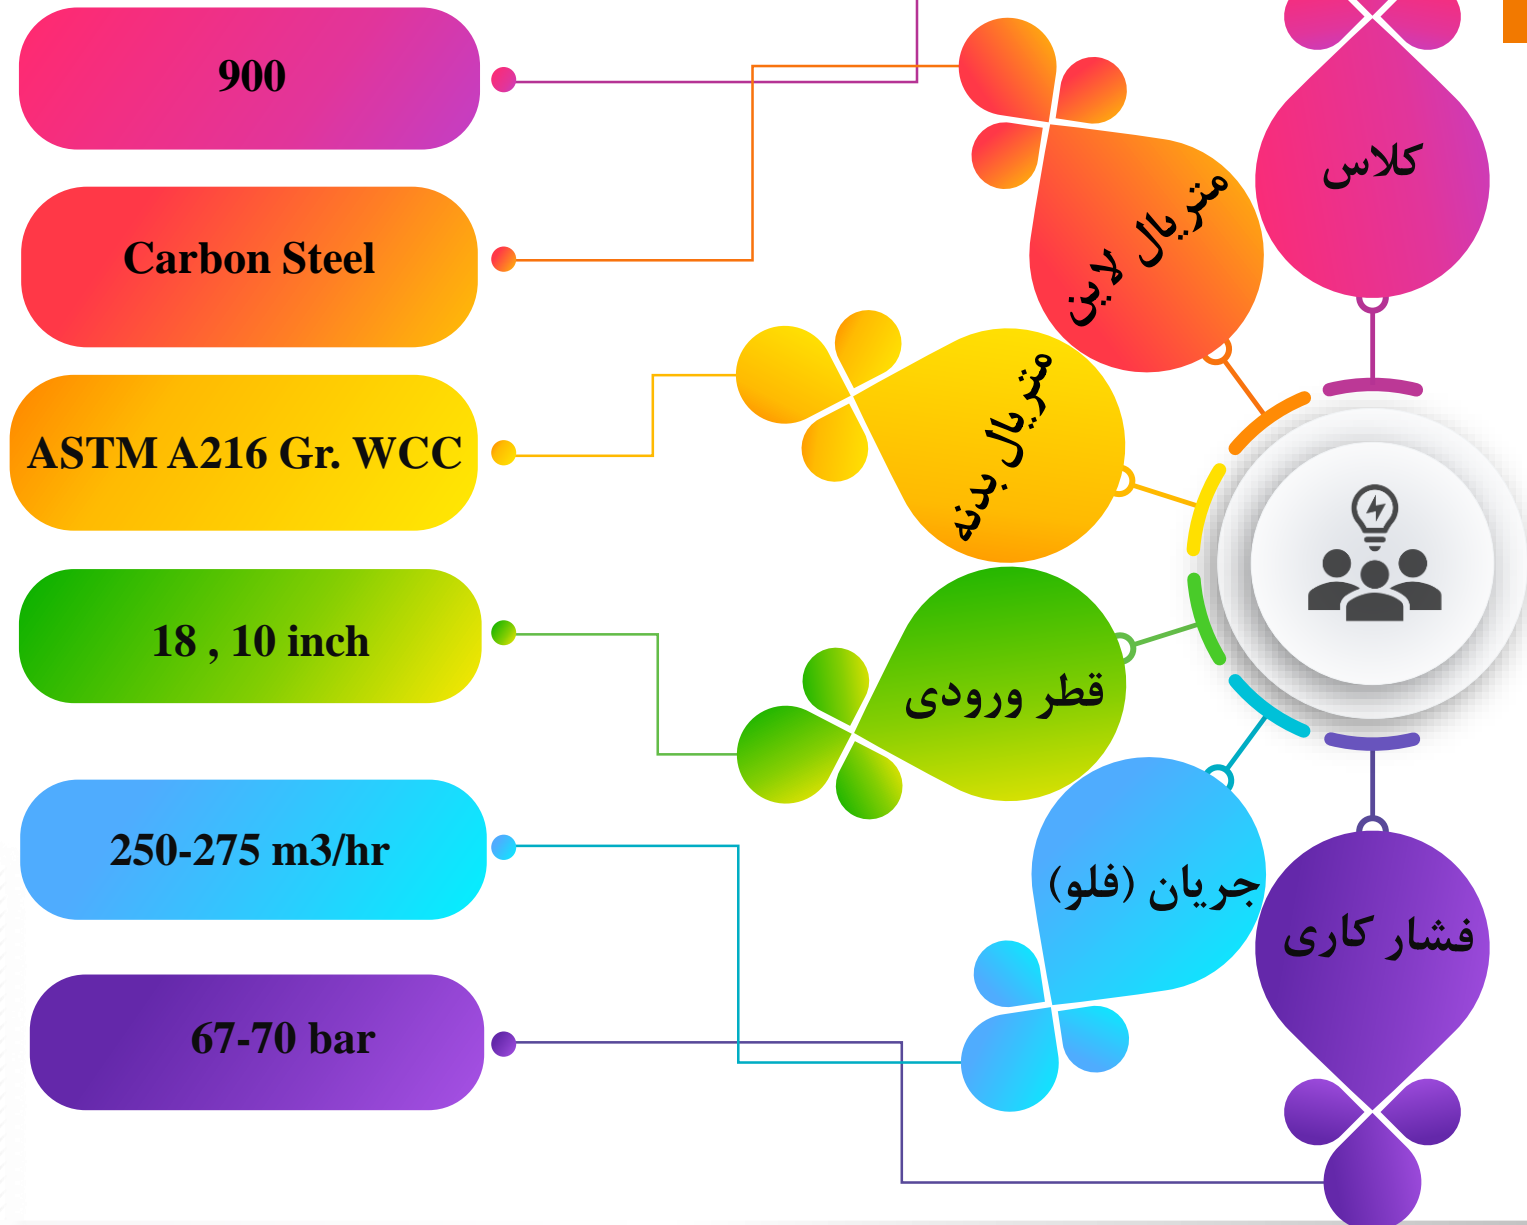 کلاس
900
متریال لاین
Carbon Steel
متریال بدنه
ASTM A216 Gr. WCC
قطر ورودی
18 , 10 inch
جریان (فلو)
250-275 m3/hr
فشار کاری
67-70 bar